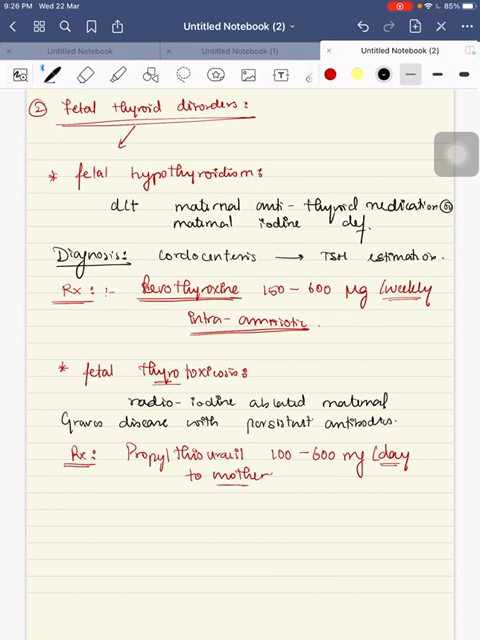 9:26 PM Wed 22 Mar
85%
Untitled Notebook (2)
Untitled Notebook
Untitled Notebook (1)
Untitled Notebook (2)
② Fetal thyroid disorders:
* fetal hypothyroidism:
dlt maternal anti-thyroid medication
maternal iodine def.
Diagnosis: Cordocentesis → TSH estimation.
Rx: :- Levothyroxine 150-600 μg (weekly
intra-amniotic.
* fetal thyrotoxicosis:
radio-iodine ablated maternal
Graves disease with persistent antibodies.
Rx: Propylthiouracil 100-600 mg (day
to mother